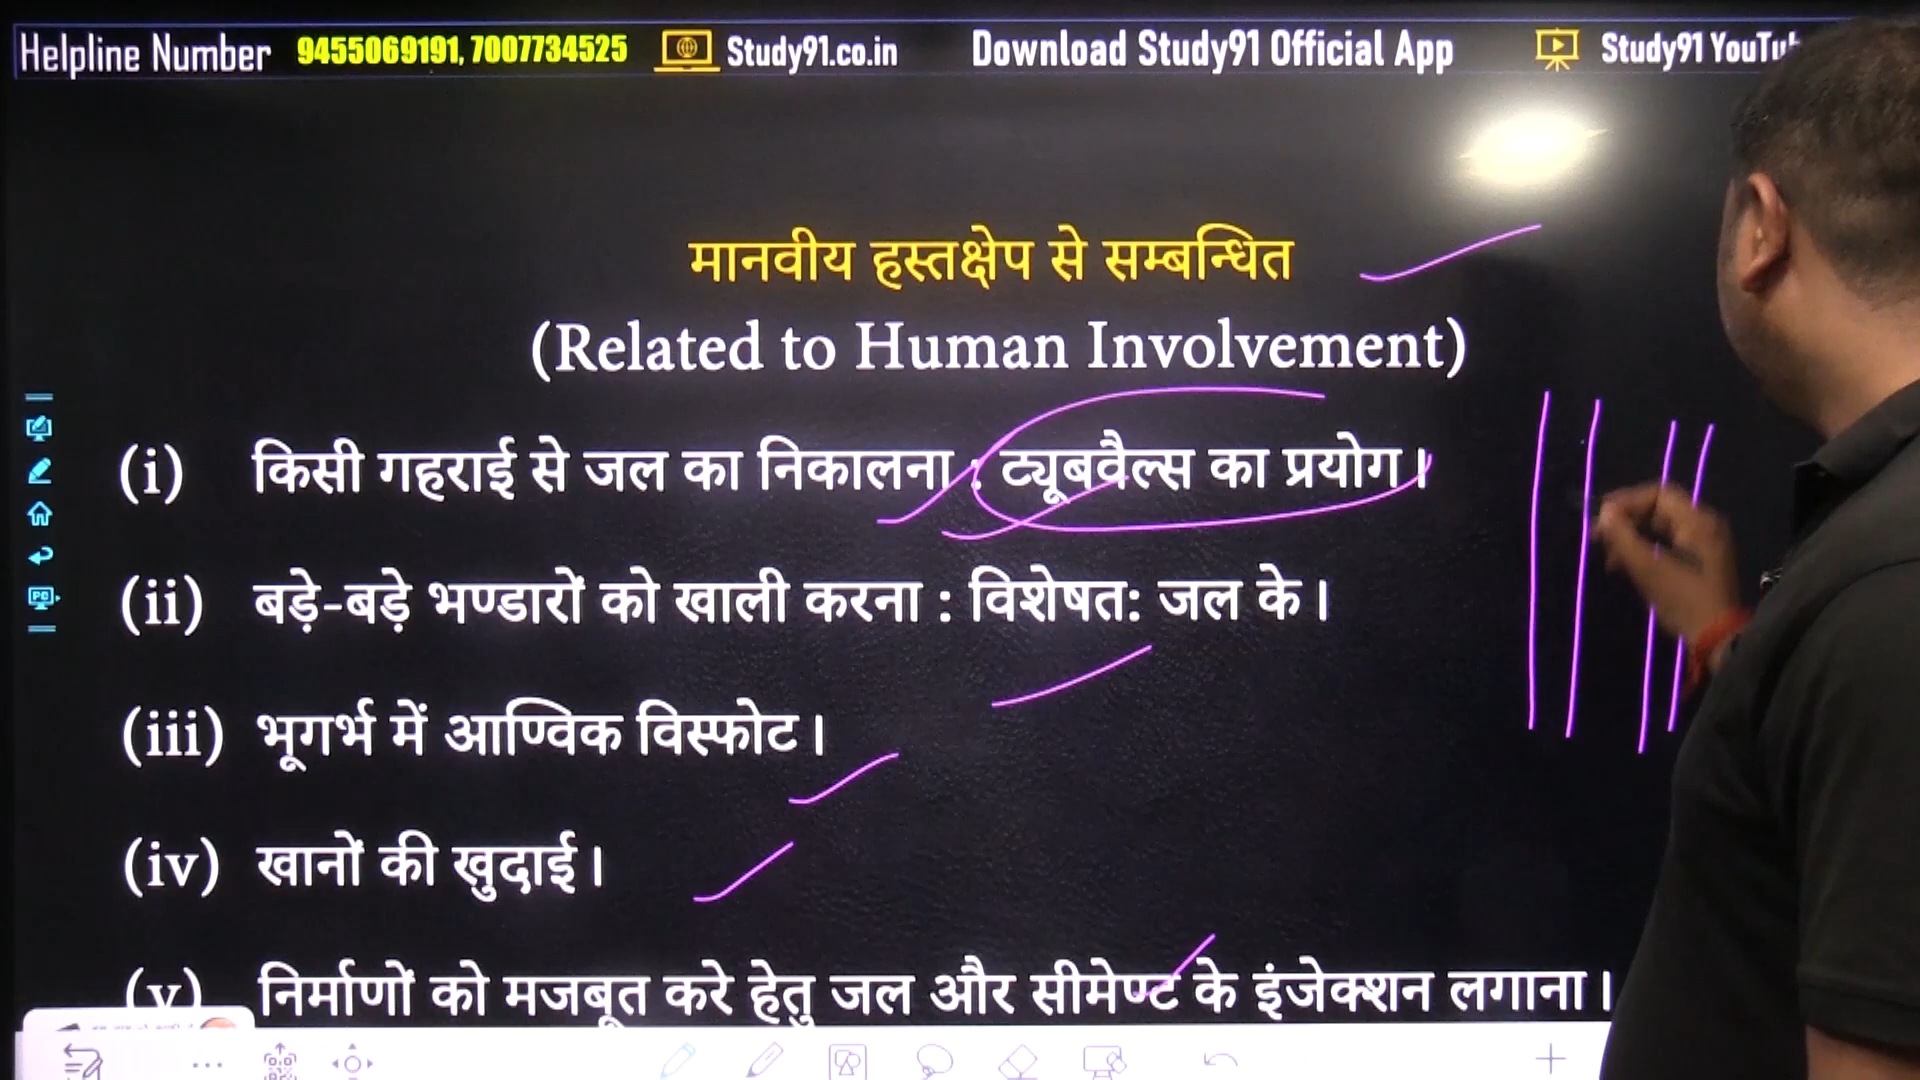 Helpline Number 9455069191, 7007734525 Study91.co.in Download Study91 Official App Study91
मानवीय हस्तक्षेप से सम्बन्धित
(Related to Human Involvement)
(i) किसी गहराई से जल का निकालना : ट्यूबवैल्स का प्रयोग।
(ii) बड़े-बड़े भण्डारों को खाली करना : विशेषतः जल के।
(iii) भूगर्भ में आण्विक विस्फोट।
(iv) खानों की खुदाई।
(v) निर्माणों को मजबूत करे हेतु जल और सीमेण्ट के इंजेक्शन लगाना।